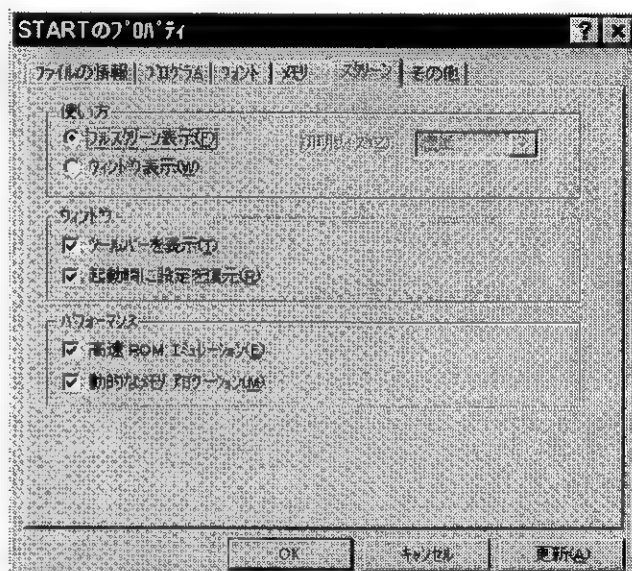 STARTのﾌﾟﾛﾊﾟﾃｨ
ファイルの情報 プログラム フォント メモリ スクリーン その他
使い方
フルスクリーン表示(F) 標準
ウィンドウ表示(W)
ウィンドウ
ツールバーを表示(T)
起動時に設定を復元(R)
パフォーマンス
高速 ROM エミュレーション(E)
動的なメモリ アロケーション(M)
OK キャンセル 更新(A)